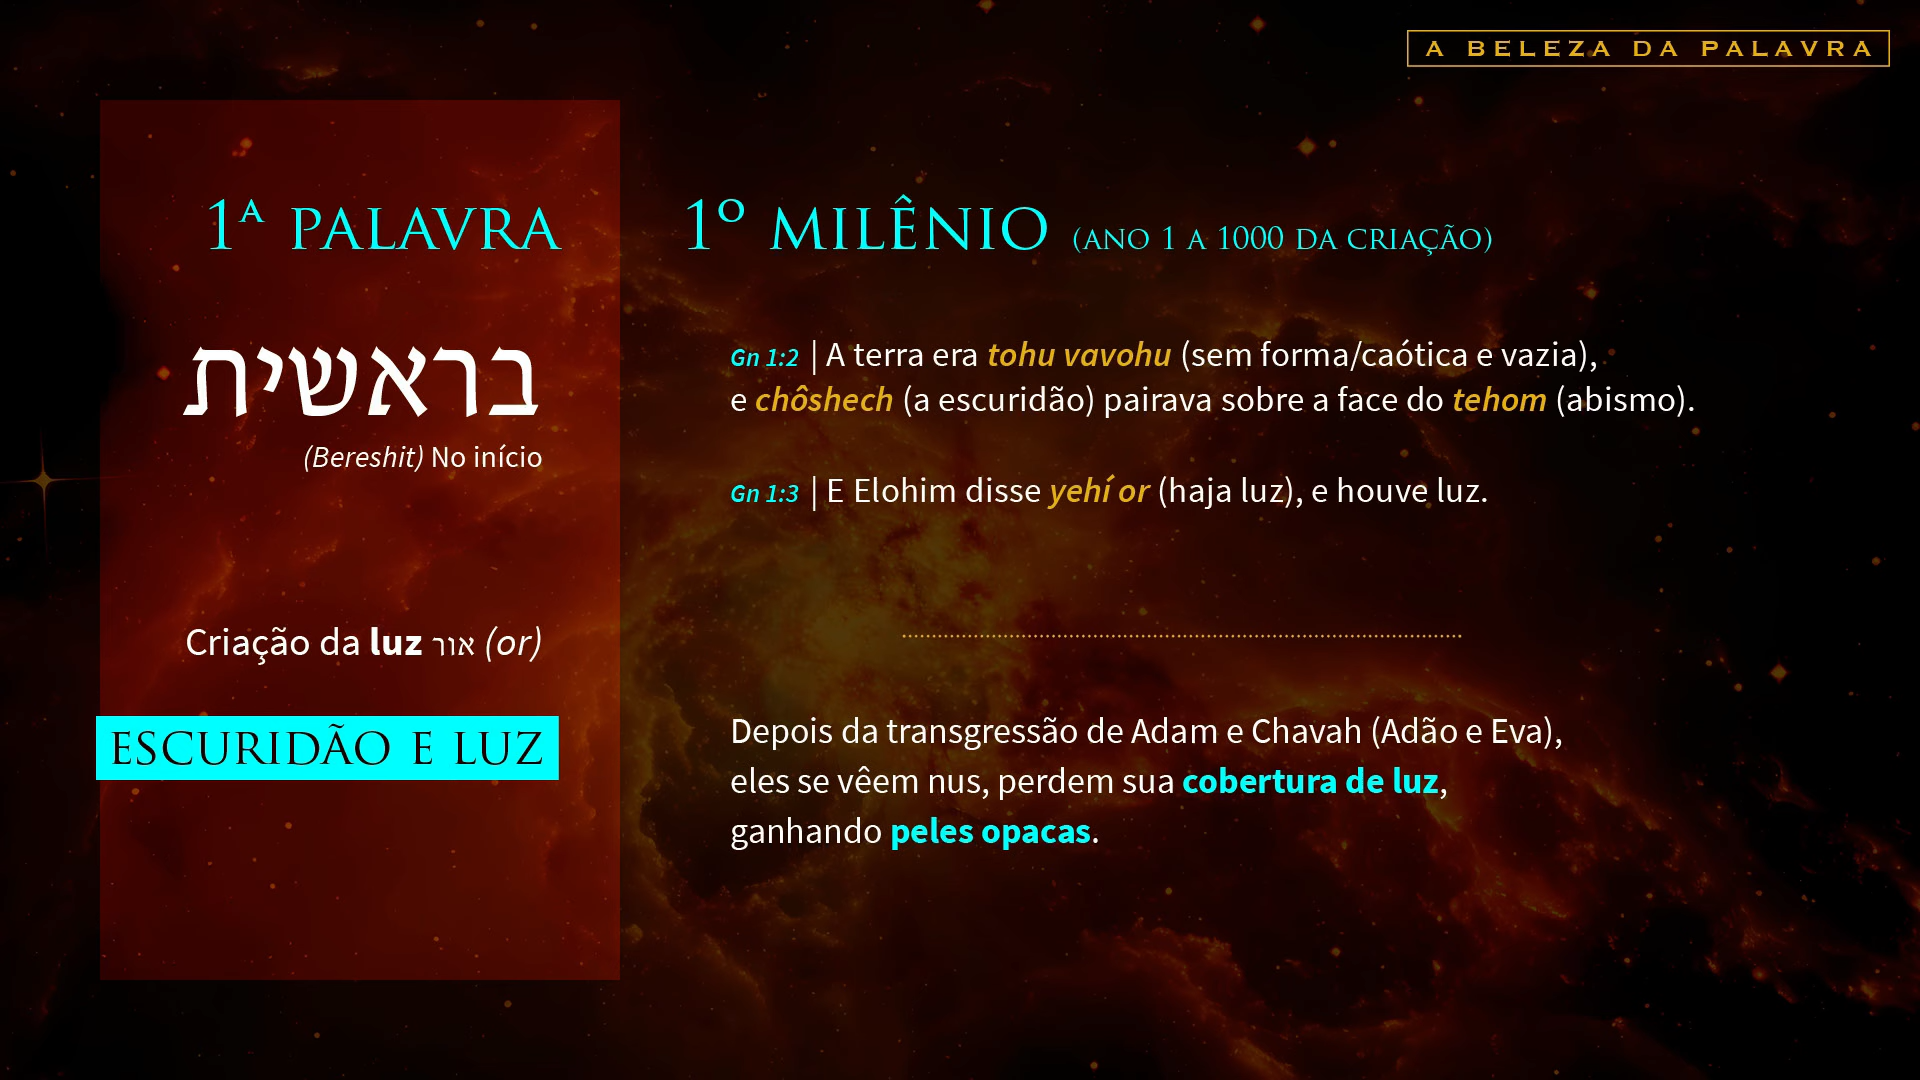 A BELEZA DA PALAVRA
1ª PALAVRA
בראשית
(Bereshit) No início
Criação da luz אור (or)
ESCURIDÃO E LUZ
1º MILÊNIO (ANO 1 A 1000 DA CRIAÇÃO)
Gn 1:2 | A terra era tohu vavohu (sem forma/caótica e vazia),
e chôshech (a escuridão) pairava sobre a face do tehom (abismo).
Gn 1:3 | E Elohim disse yehí or (haja luz), e houve luz.
Depois da transgressão de Adam e Chavah (Adão e Eva),
eles se vêem nus, perdem sua cobertura de luz,
ganhando peles opacas.